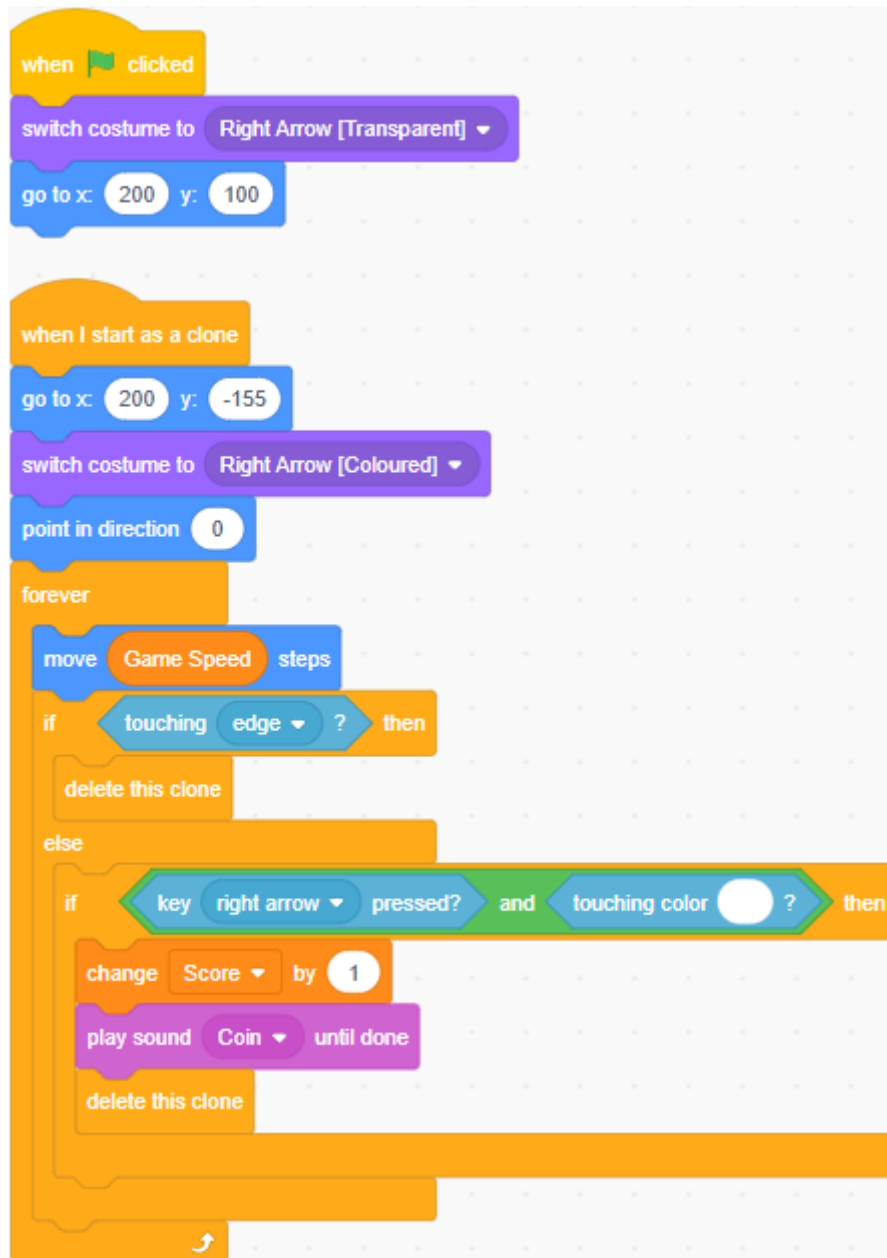 when clicked
switch costume to Right Arrow [Transparent]
go to x: 200 y: 100
when I start as a clone
go to x: 200 y: -155
switch costume to Right Arrow [Coloured]
point in direction 0
forever
move Game Speed steps
if touching edge ? then
delete this clone
else
if key right arrow pressed? and touching color ? then
change Score by 1
play sound Coin until done
delete this clone